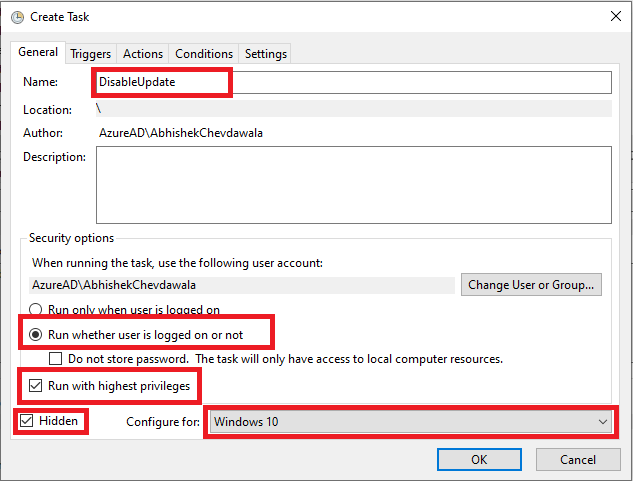 Create Task
General Triggers Actions Conditions Settings
Name: DisableUpdate
Location: \
Author: AzureAD\AbhishekChevdawala
Description:
Security options
When running the task, use the following user account:
AzureAD\AbhishekChevdawala Change User or Group...
Run only when user is logged on
Run whether user is logged on or not
Do not store password. The task will only have access to local computer resources.
Run with highest privileges
Hidden Configure for: Windows 10
OK Cancel